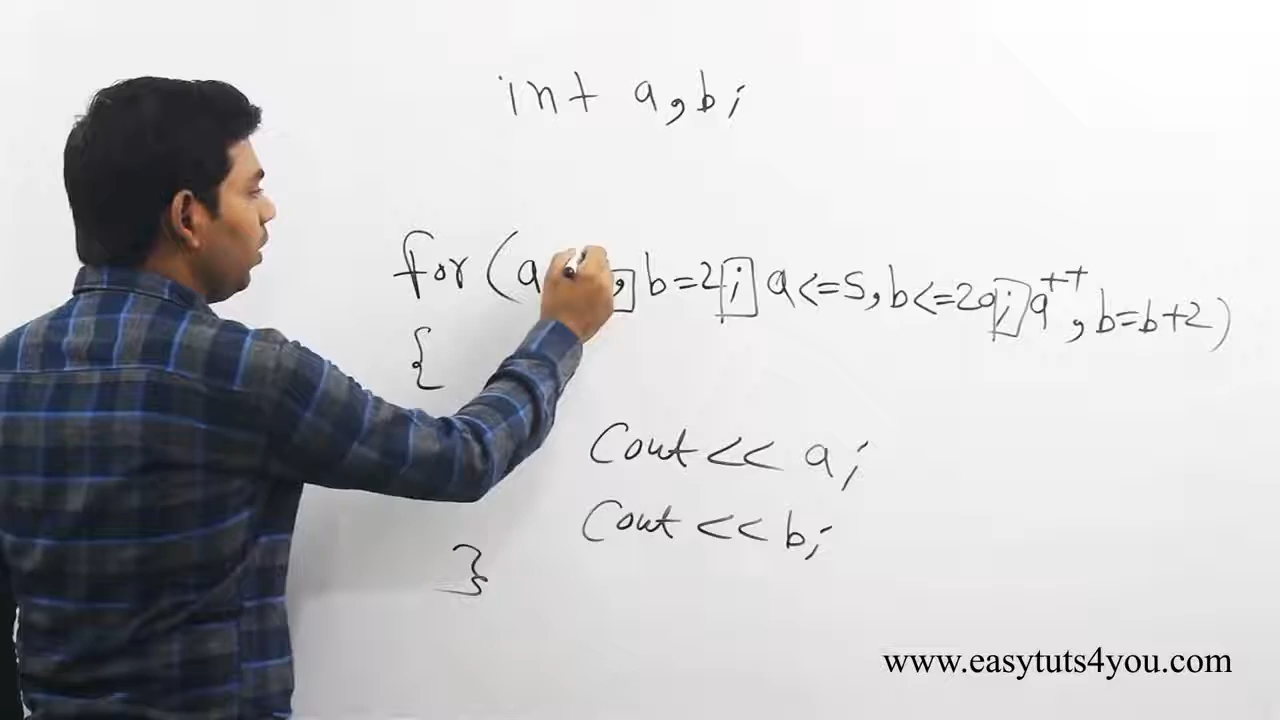 int a,b;
for (a , b=2; a<=5,b<=20; a++, b=b+2)
{
Cout << a;
Cout << b;
}
www.easytuts4you.com